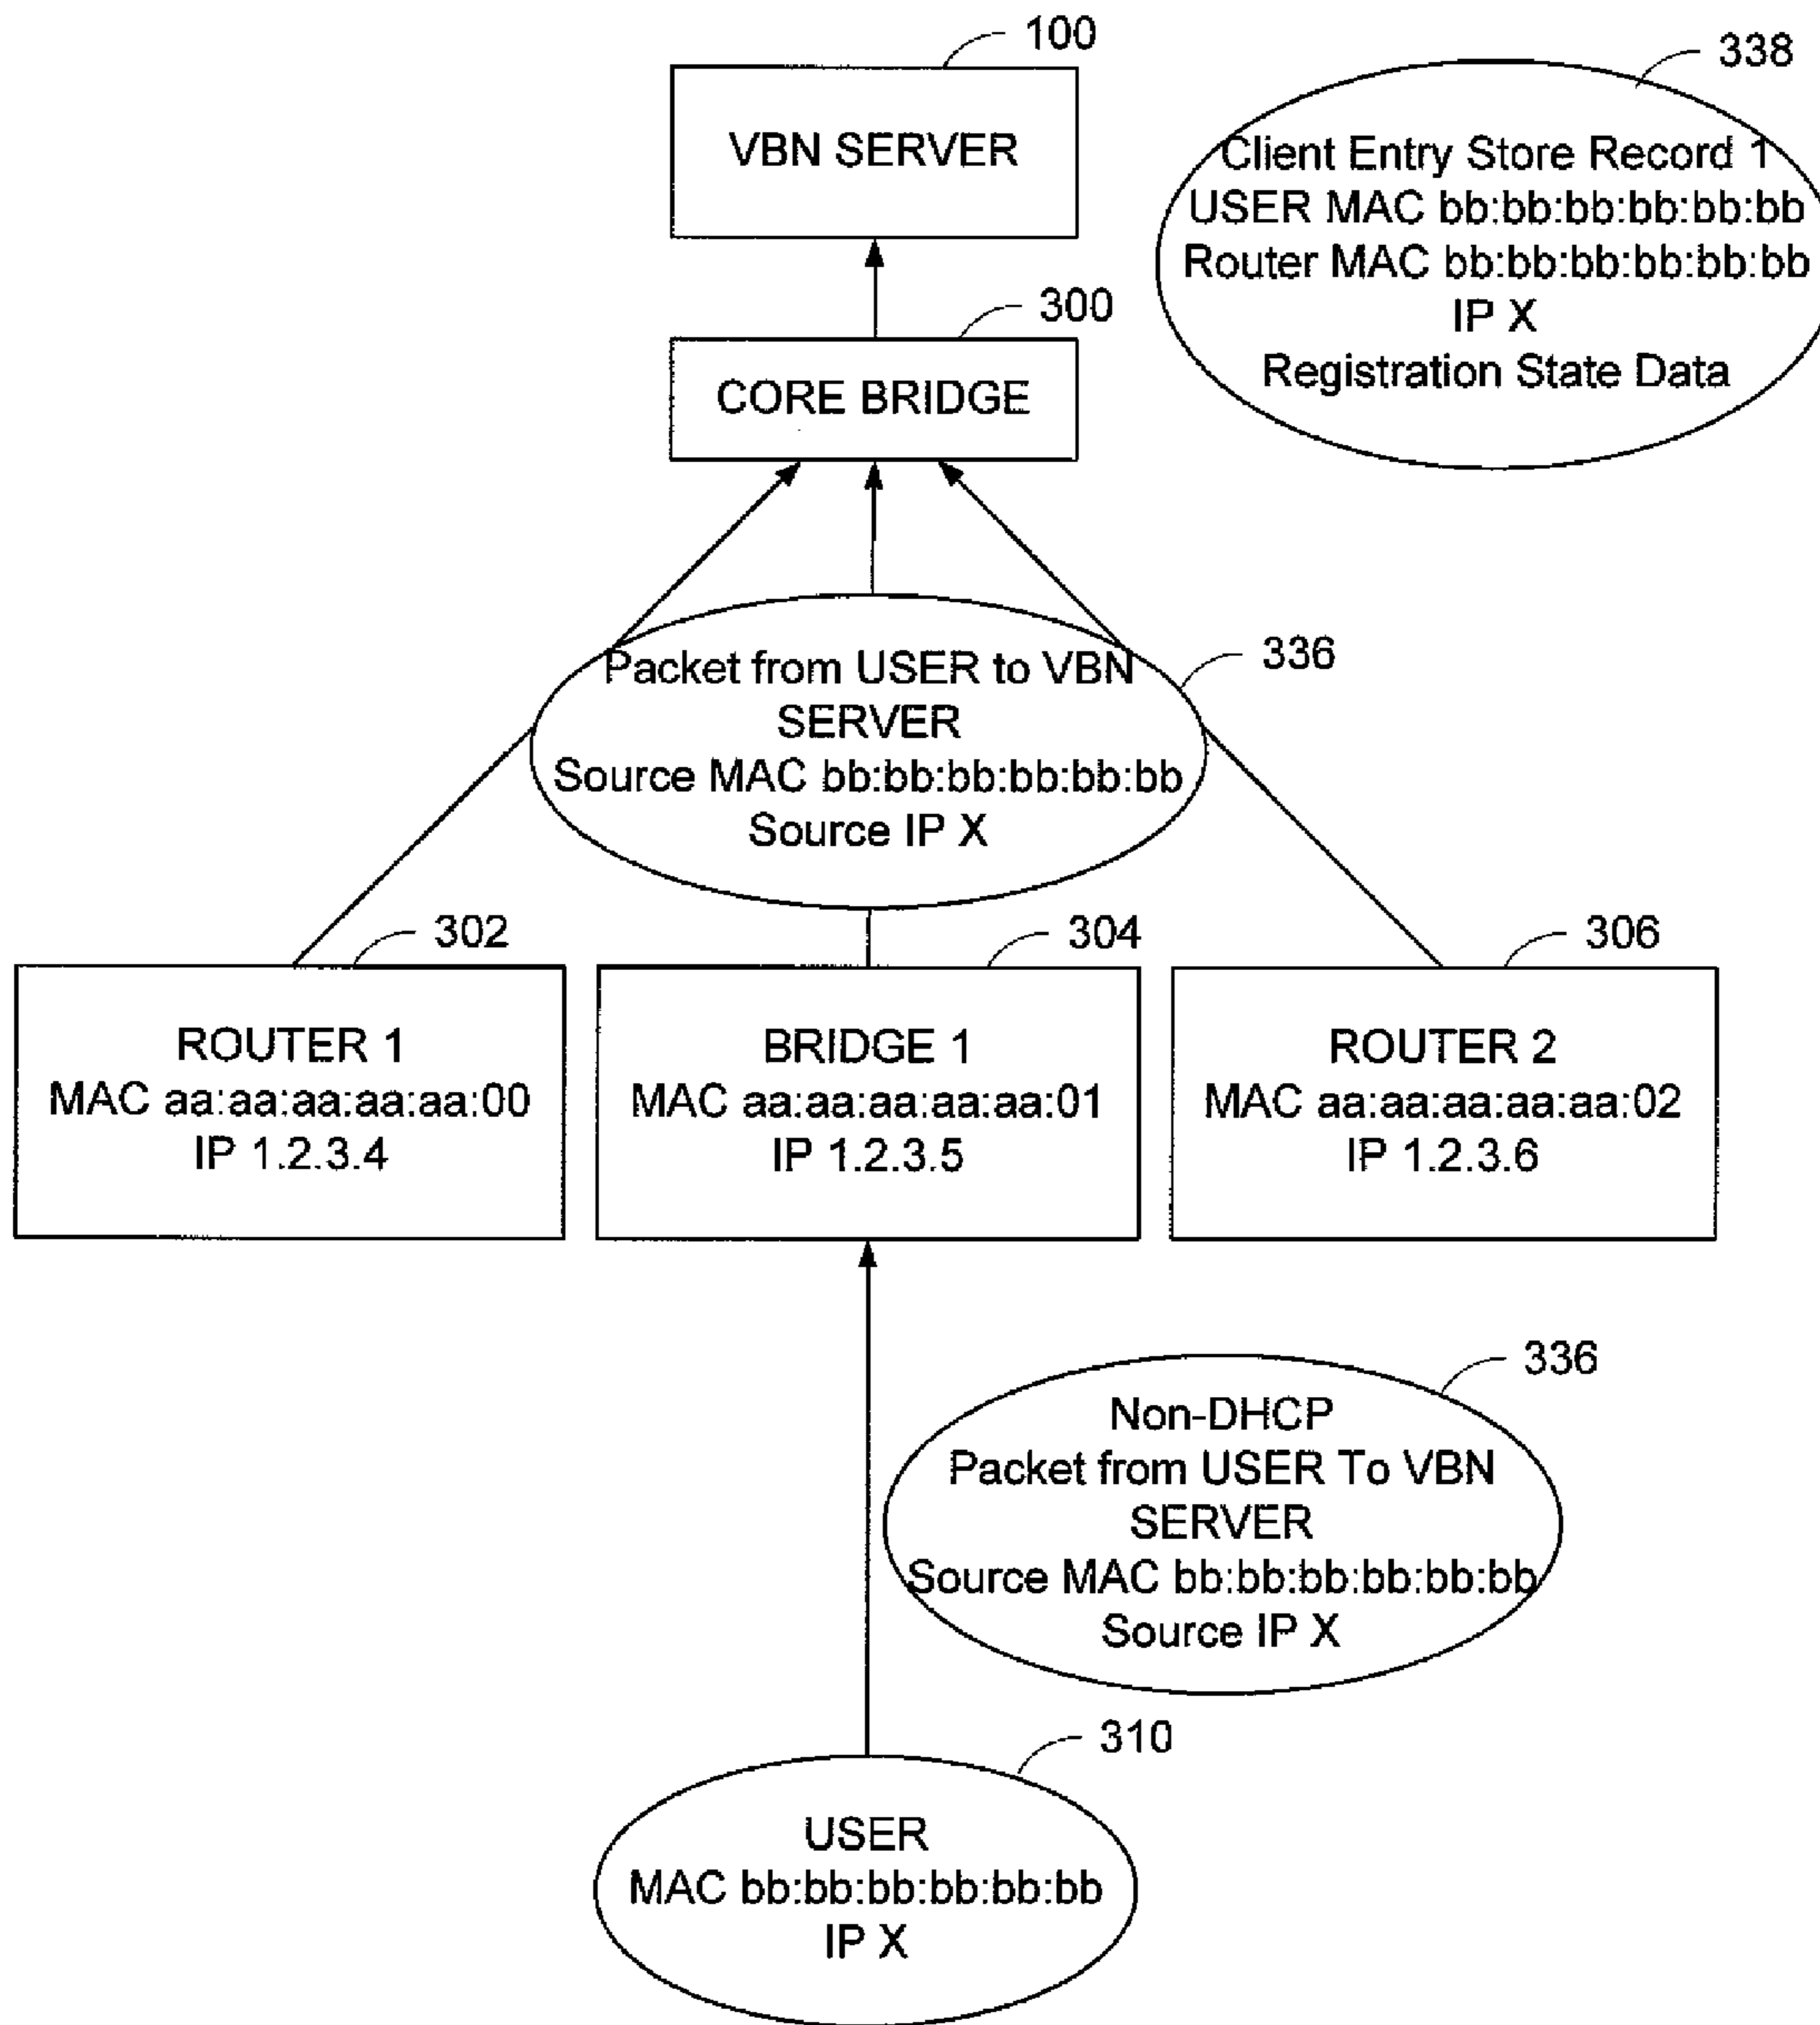 100
VBN SERVER
338
Client Entry Store Record 1
USER MAC bb:bb:bb:bb:bb:bb
Router MAC bb:bb:bb:bb:bb:bb
IP X
Registration State Data
300
CORE BRIDGE
336
Packet from USER to VBN
SERVER
Source MAC bb:bb:bb:bb:bb:bb
Source IP X
302
ROUTER 1
MAC aa:aa:aa:aa:aa:00
IP 1.2.3.4
304
BRIDGE 1
MAC aa:aa:aa:aa:aa:01
IP 1.2.3.5
306
ROUTER 2
MAC aa:aa:aa:aa:aa:02
IP 1.2.3.6
336
Non-DHCP
Packet from USER To VBN
SERVER
Source MAC bb:bb:bb:bb:bb:bb
Source IP X
310
USER
MAC bb:bb:bb:bb:bb:bb
IP X